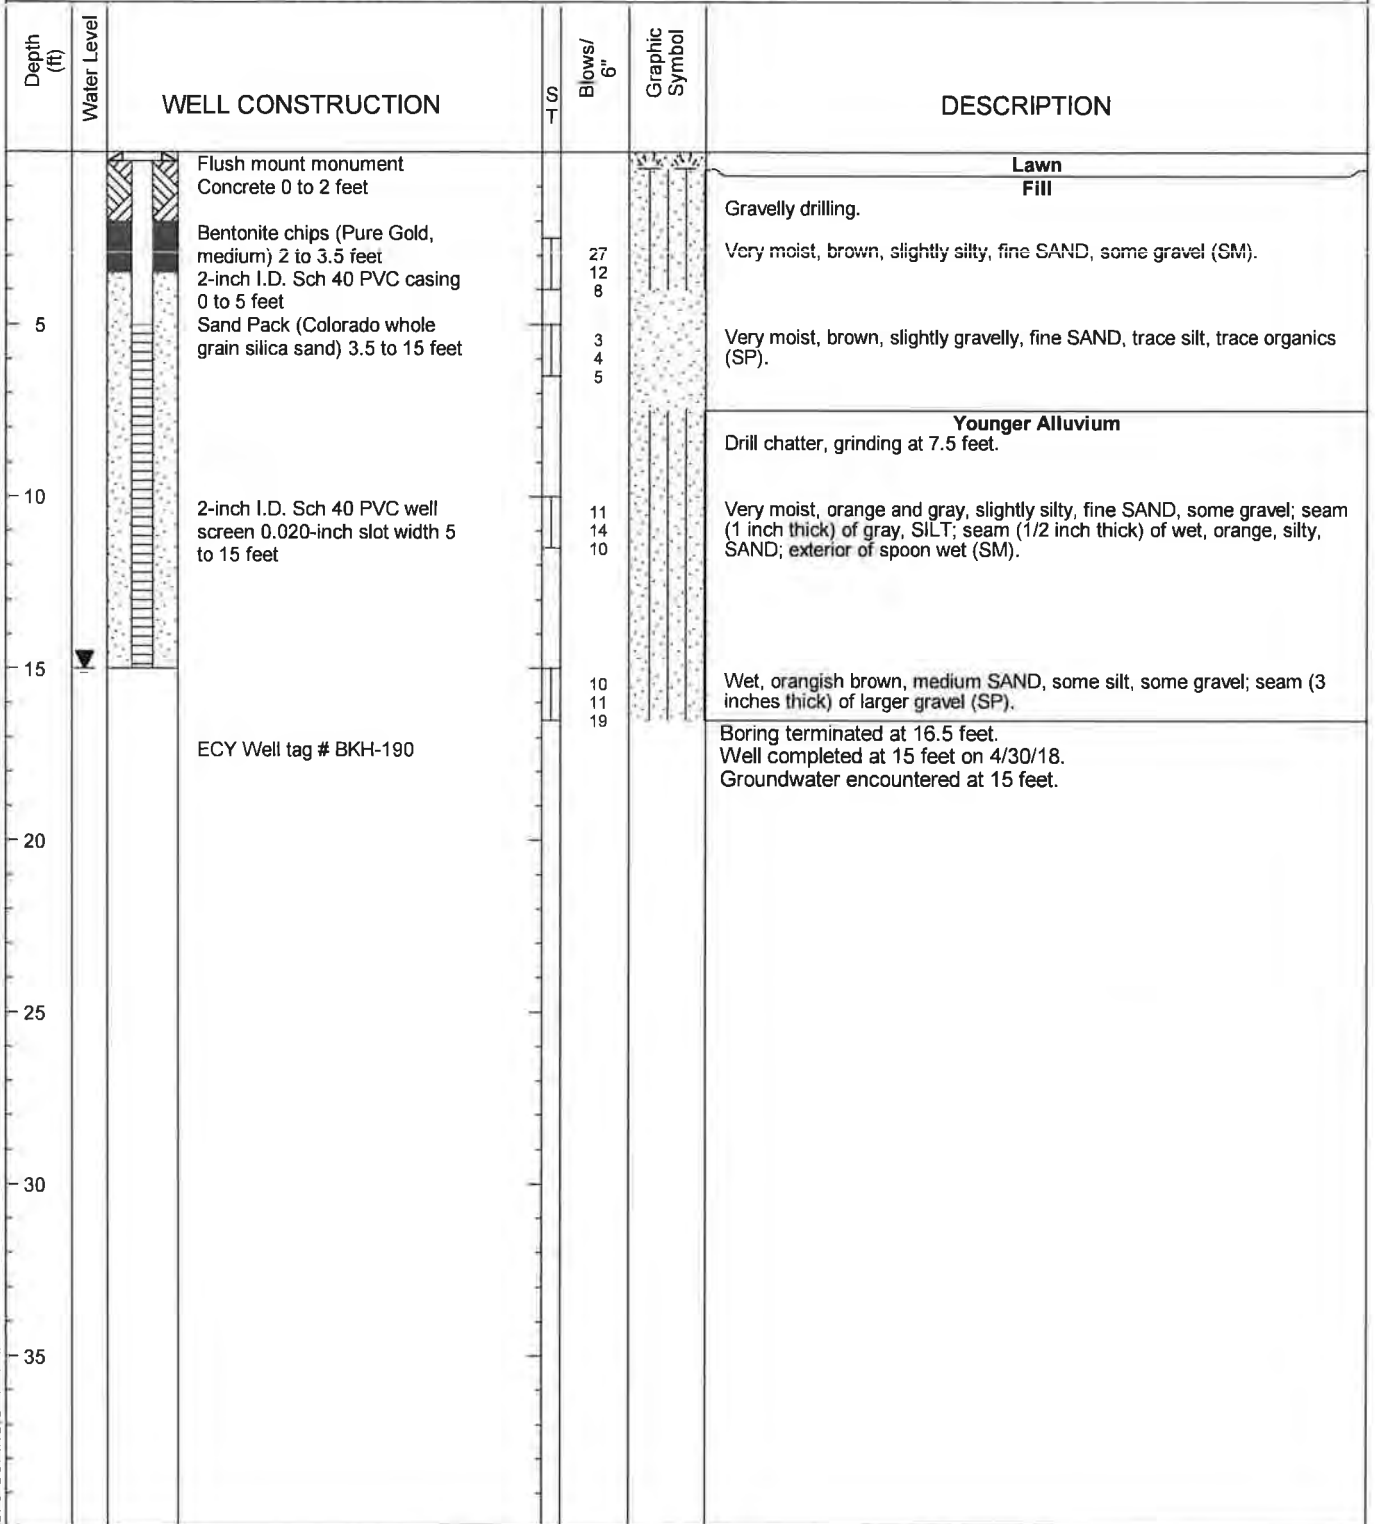 Depth
(ft)
Water Level
WELL CONSTRUCTION
S
T
Blows/
6"
Graphic
Symbol
DESCRIPTION
Flush mount monument
Concrete 0 to 2 feet
Bentonite chips (Pure Gold,
medium) 2 to 3.5 feet
2-inch I.D. Sch 40 PVC casing
0 to 5 feet
Sand Pack (Colorado whole
grain silica sand) 3.5 to 15 feet
2-inch I.D. Sch 40 PVC well
screen 0.020-inch slot width 5
to 15 feet
ECY Well tag # BKH-190
5
10
15
20
25
30
35
27
12
8
3
4
5
11
14
10
10
11
19
Lawn
Fill
Gravelly drilling.
Very moist, brown, slightly silty, fine SAND, some gravel (SM).
Very moist, brown, slightly gravelly, fine SAND, trace silt, trace organics
(SP).
Younger Alluvium
Drill chatter, grinding at 7.5 feet.
Very moist, orange and gray, slightly silty, fine SAND, some gravel; seam
(1 inch thick) of gray, SILT; seam (1/2 inch thick) of wet, orange, silty,
SAND; exterior of spoon wet (SM).
Wet, orangish brown, medium SAND, some silt, some gravel; seam (3
inches thick) of larger gravel (SP).
Boring terminated at 16.5 feet.
Well completed at 15 feet on 4/30/18.
Groundwater encountered at 15 feet.